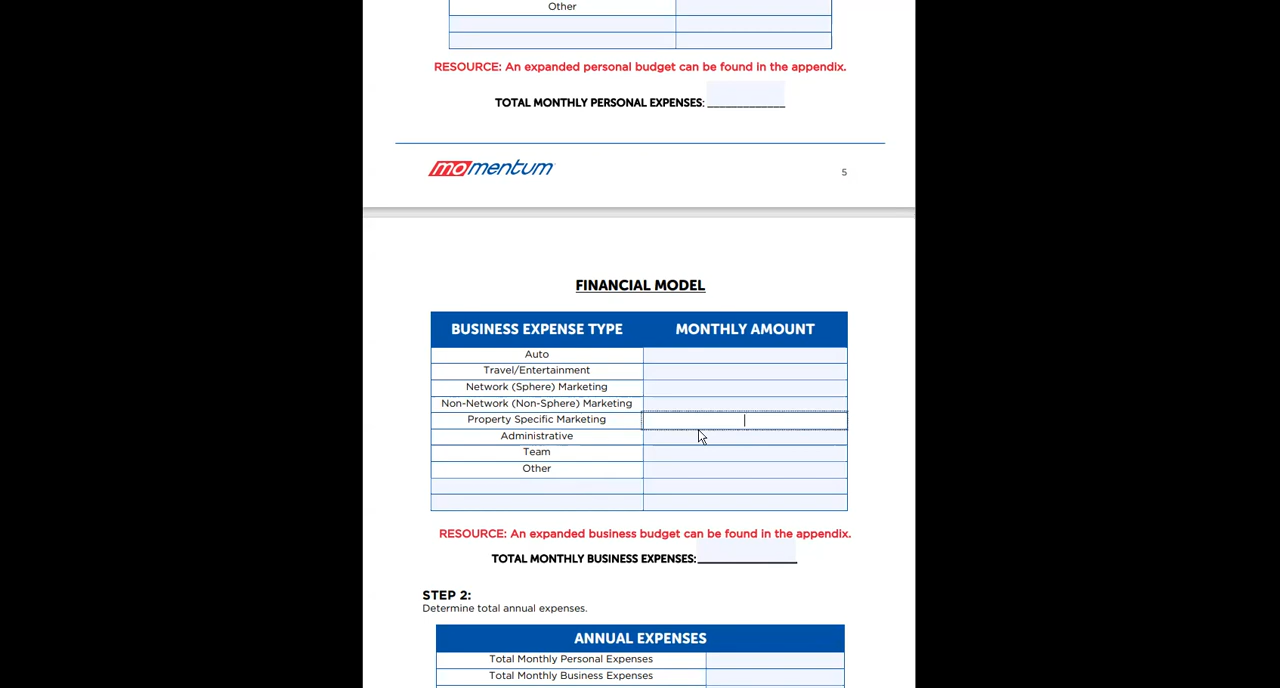 Other
RESOURCE: An expanded personal budget can be found in the appendix.
TOTAL MONTHLY PERSONAL EXPENSES: _____________
momentum
5
FINANCIAL MODEL
BUSINESS EXPENSE TYPE MONTHLY AMOUNT
Auto
Travel/Entertainment
Network (Sphere) Marketing
Non-Network (Non-Sphere) Marketing
Property Specific Marketing
Administrative
Team
Other
RESOURCE: An expanded business budget can be found in the appendix.
TOTAL MONTHLY BUSINESS EXPENSES:_____________
STEP 2:
Determine total annual expenses.
ANNUAL EXPENSES
Total Monthly Personal Expenses
Total Monthly Business Expenses